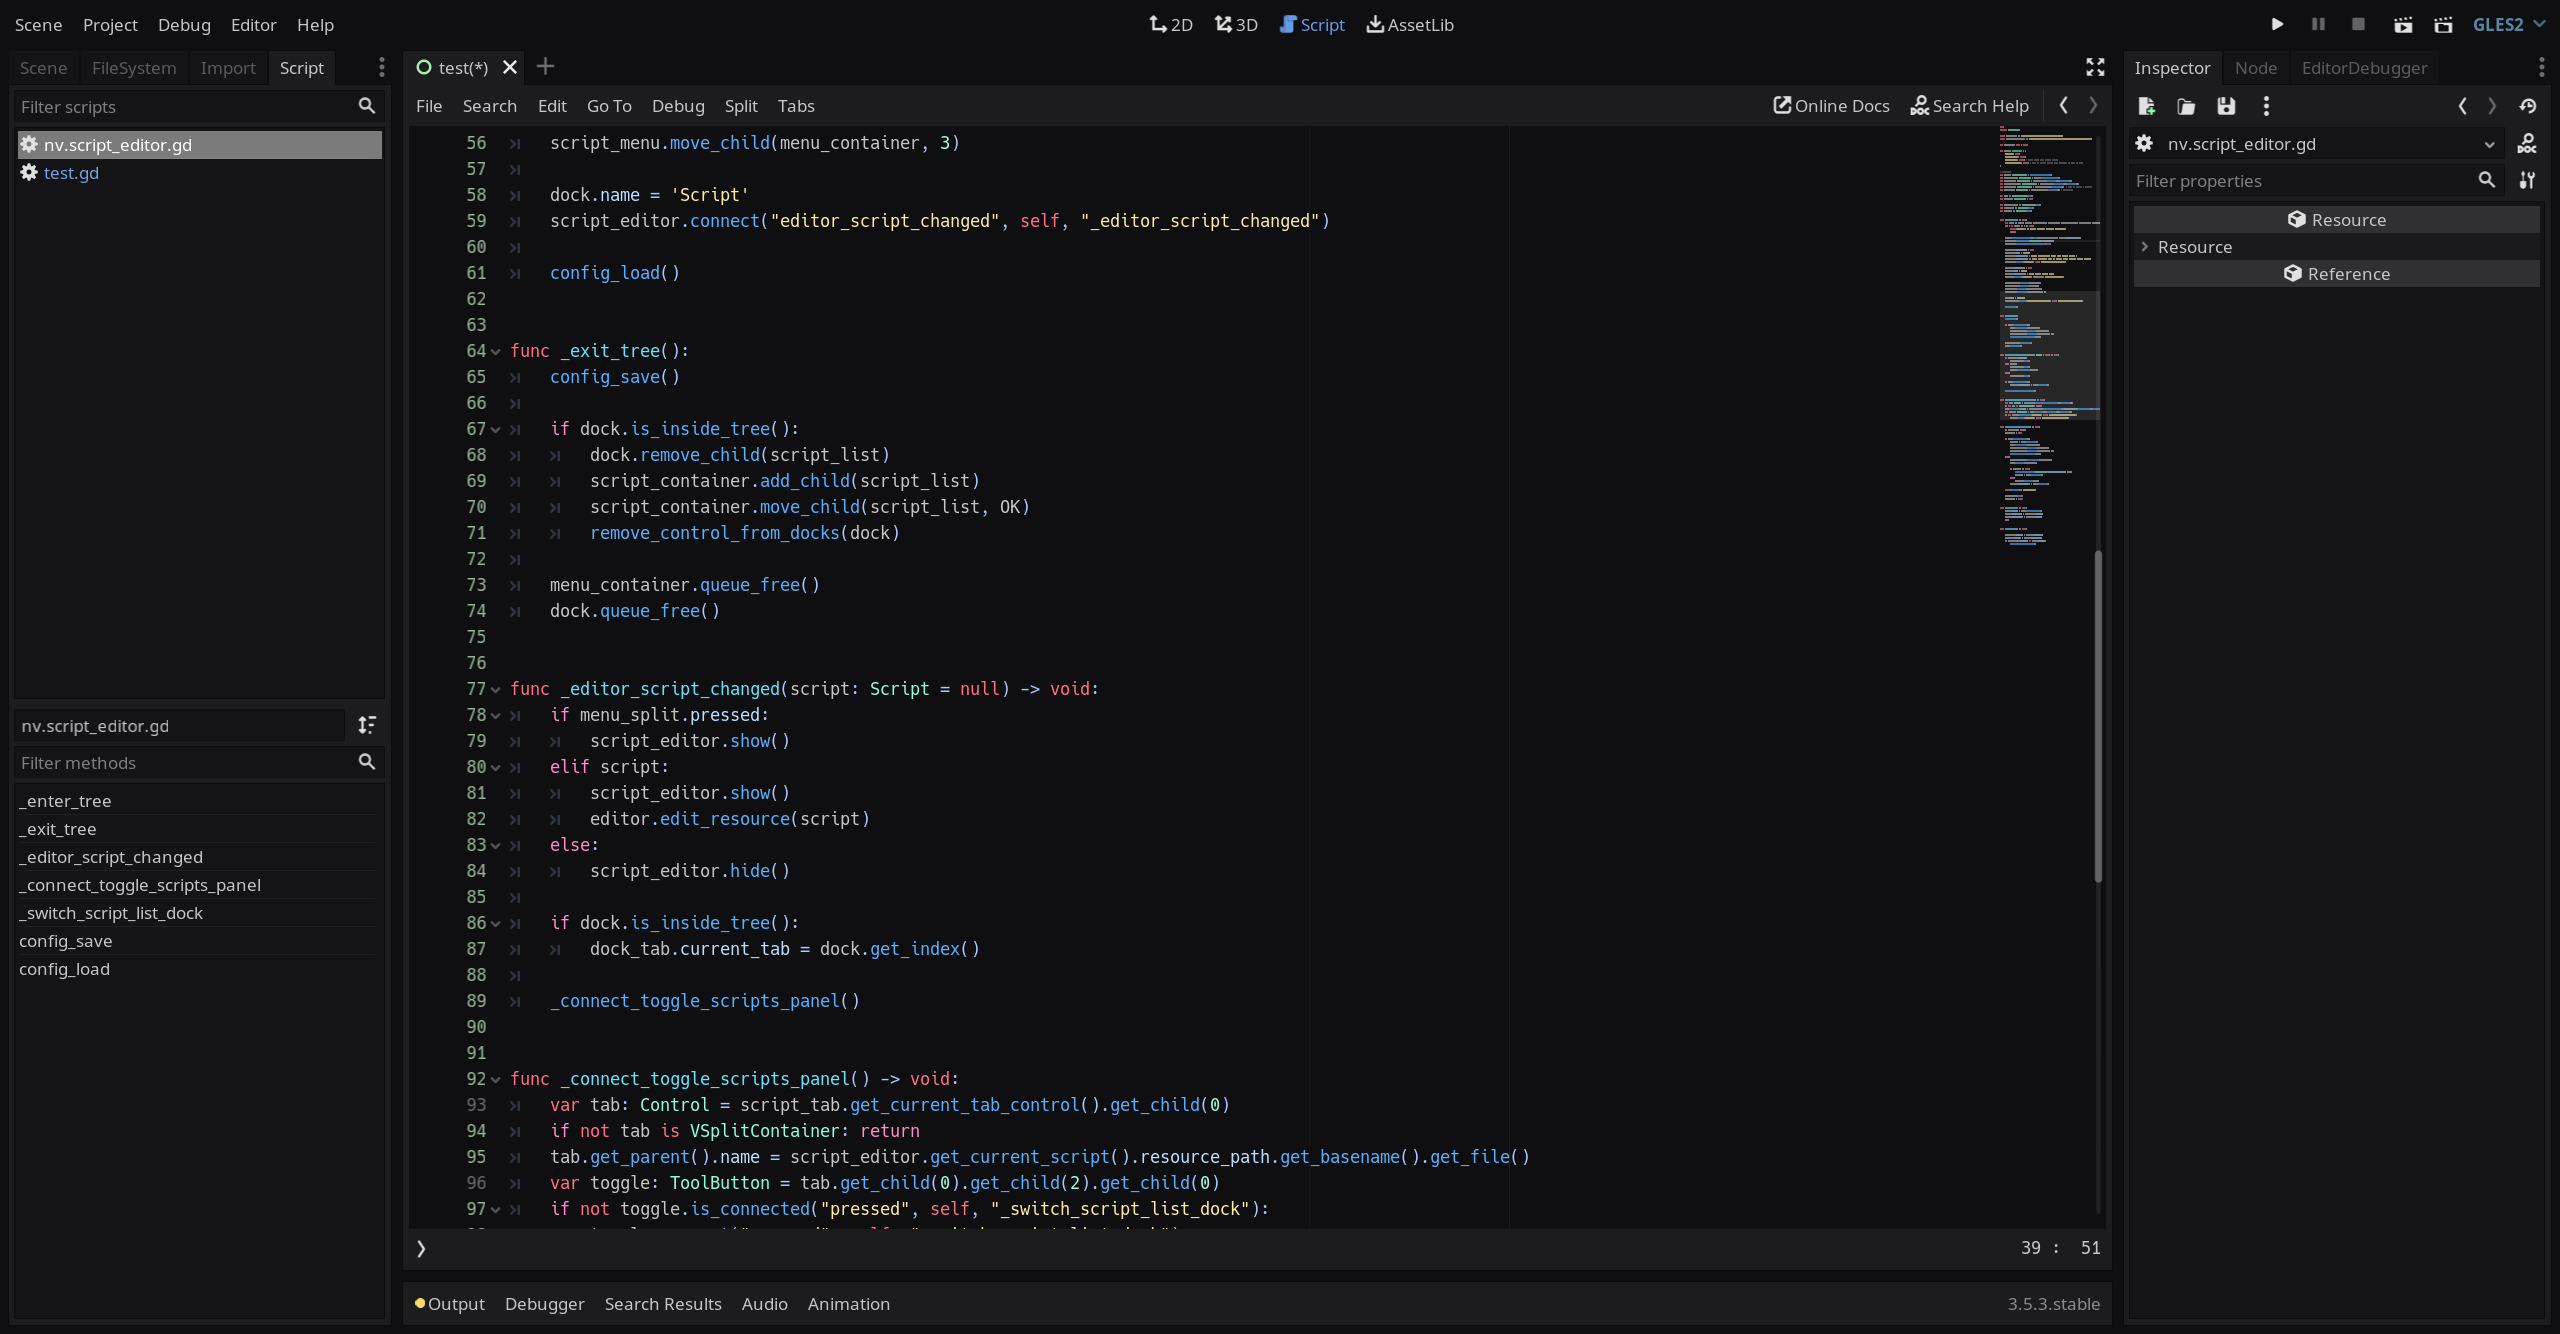 Scene Project Debug Editor Help
2D 3D Script AssetLib
GLES2
Scene FileSystem Import Script
Filter scripts
nv.script_editor.gd
test.gd
nv.script_editor.gd
Filter methods
_enter_tree
_exit_tree
_editor_script_changed
_connect_toggle_scripts_panel
_switch_script_list_dock
config_save
config_load
test(*)
File Search Edit Go To Debug Split Tabs
Online Docs Search Help
56 script_menu.move_child(menu_container, 3)
57
58 dock.name = 'Script'
59 script_editor.connect("editor_script_changed", self, "_editor_script_changed")
60
61 config_load()
62
63
64 func _exit_tree():
65 config_save()
66
67 if dock.is_inside_tree():
68 dock.remove_child(script_list)
69 script_container.add_child(script_list)
70 script_container.move_child(script_list, OK)
71 remove_control_from_docks(dock)
72
73 menu_container.queue_free()
74 dock.queue_free()
75
76
77 func _editor_script_changed(script: Script = null) -> void:
78 if menu_split.pressed:
79 script_editor.show()
80 elif script:
81 script_editor.show()
82 editor.edit_resource(script)
83 else:
84 script_editor.hide()
85
86 if dock.is_inside_tree():
87 dock_tab.current_tab = dock.get_index()
88
89 _connect_toggle_scripts_panel()
90
91
92 func _connect_toggle_scripts_panel() -> void:
93 var tab: Control = script_tab.get_current_tab_control().get_child(0)
94 if not tab is VSplitContainer: return
95 tab.get_parent().name = script_editor.get_current_script().resource_path.get_basename().get_file()
96 var toggle: ToolButton = tab.get_child(0).get_child(2).get_child(0)
97 if not toggle.is_connected("pressed", self, "_switch_script_list_dock"):
39 : 51
Output Debugger Search Results Audio Animation
3.5.3.stable
Inspector Node EditorDebugger
nv.script_editor.gd
Filter properties
Resource
Resource
Reference